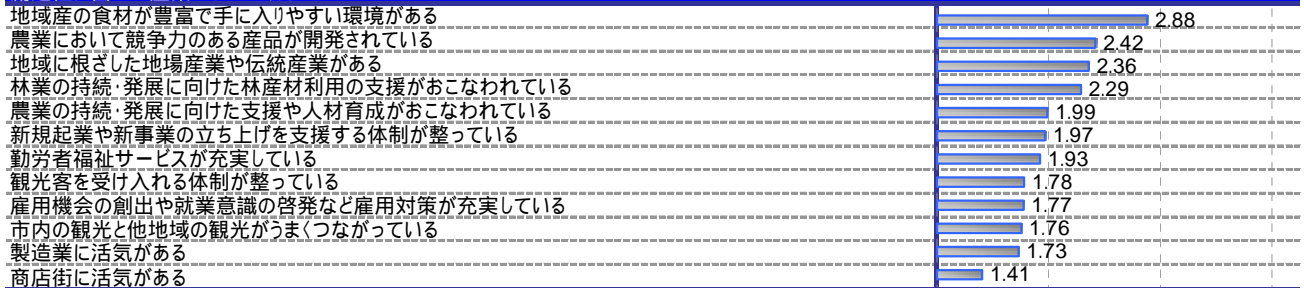 地域産の食材が豊富で手に入りやすい環境がある 2.88
農業において競争力のある産品が開発されている 2.42
地域に根ざした地場産業や伝統産業がある 2.36
林業の持続・発展に向けた林産材利用の支援がおこなわれている 2.29
農業の持続・発展に向けた支援や人材育成がおこなわれている 1.99
新規起業や新事業の立ち上げを支援する体制が整っている 1.97
勤労者福祉サービスが充実している 1.93
観光客を受け入れる体制が整っている 1.78
雇用機会の創出や就業意識の啓発など雇用対策が充実している 1.77
市内の観光と他地域の観光がうまくつながっている 1.76
製造業に活気がある 1.73
商店街に活気がある 1.41